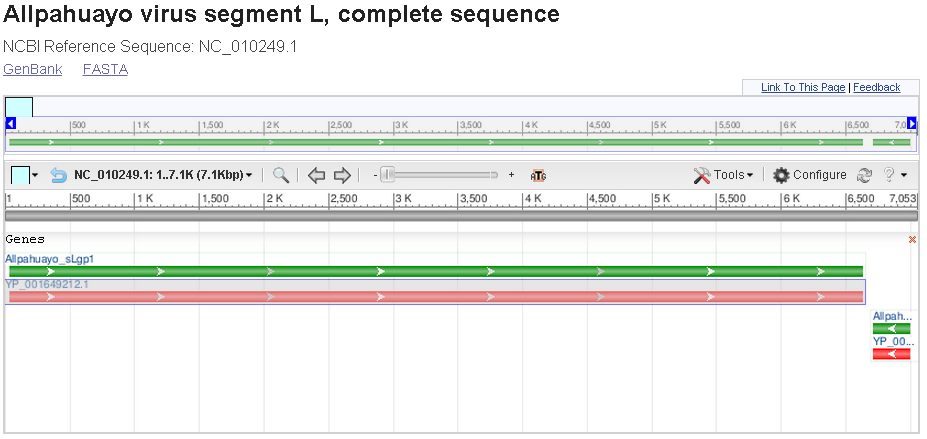 Allpahuayo virus segment L, complete sequence
NCBI Reference Sequence: NC_010249.1
GenBank FASTA
Link To This Page | Feedback
500 1 K 1,500 2 K 2,500 3 K 3,500 4 K 4,500 5 K 5,500 6 K 6,500 7,0
NC_010249.1: 1..7.1K (7.1Kbp) - + ATG Tools Configure ?
1 500 1 K 1,500 2 K 2,500 3 K 3,500 4 K 4,500 5 K 5,500 6 K 6,500 7,053
Genes
Allpahuayo_sLgp1
YP_001649212.1
Allpah...
YP_00...